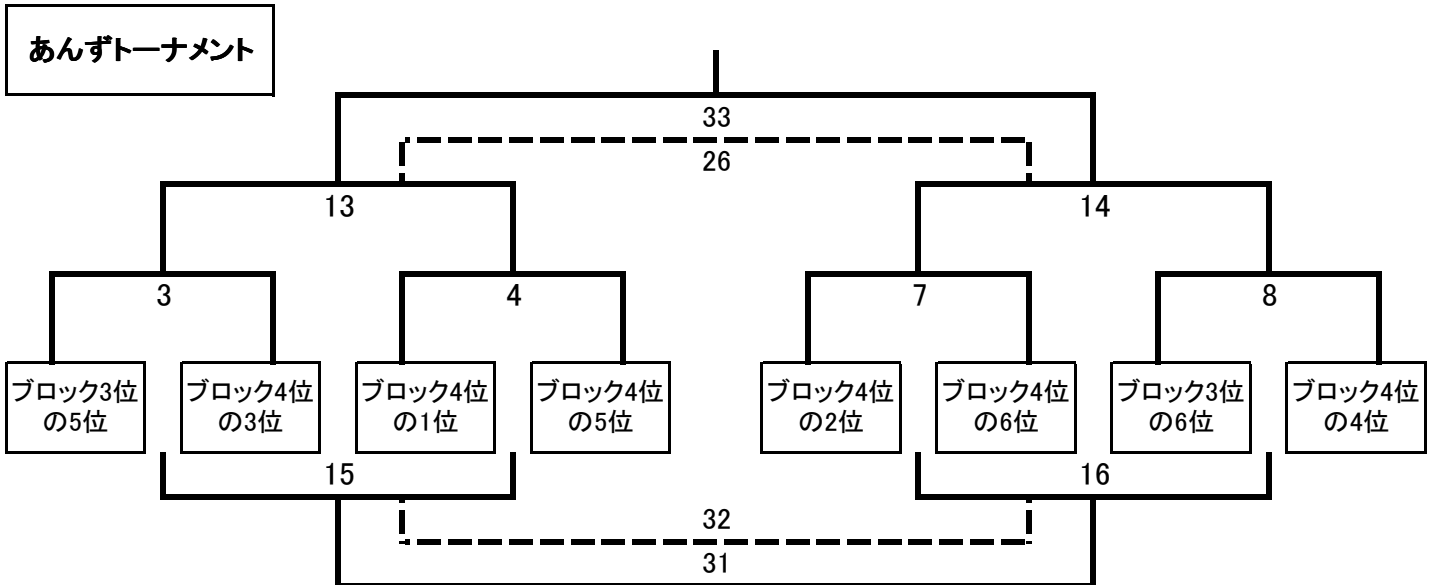 あんずトーナメント
33
26
13
14
3
4
7
8
ブロック3位
の5位
ブロック4位
の3位
ブロック4位
の1位
ブロック4位
の5位
ブロック4位
の2位
ブロック4位
の6位
ブロック3位
の6位
ブロック4位
の4位
15
16
32
31